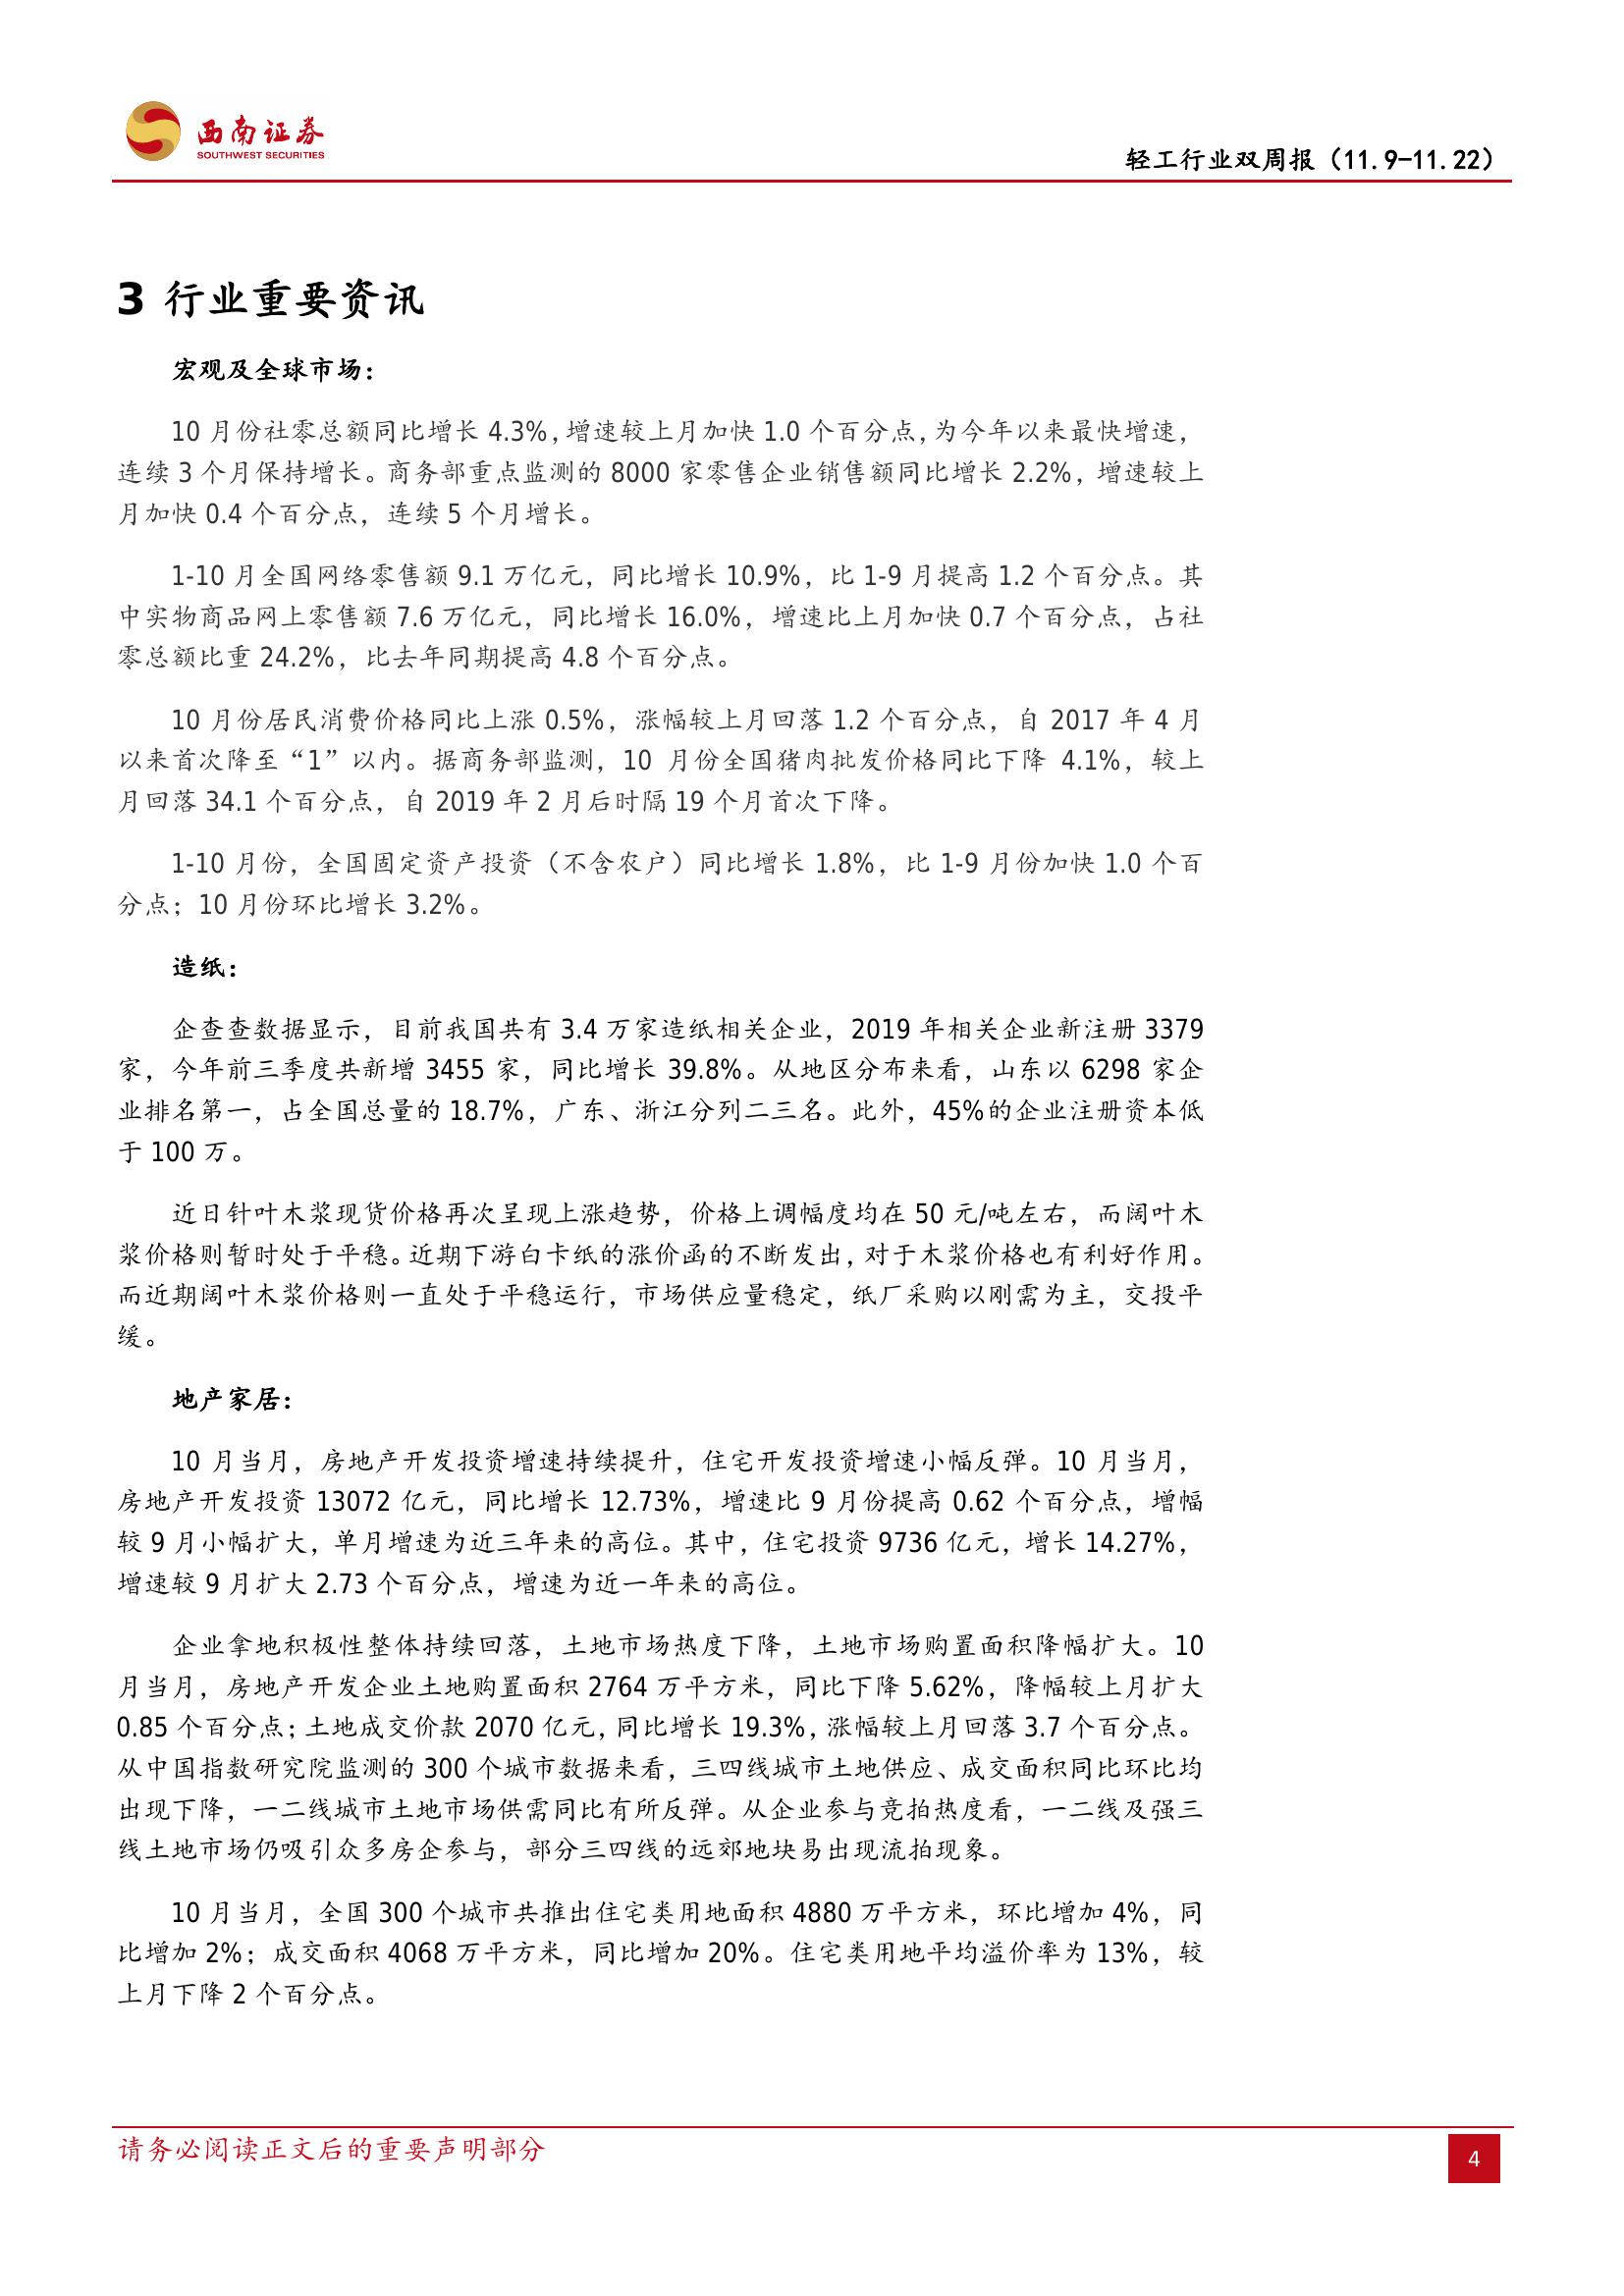 西南证券
SOUTHWEST SECURITIES
轻工行业双周报（11.9-11.22）
3 行业重要资讯
宏观及全球市场：
10 月份社零总额同比增长 4.3%，增速较上月加快 1.0 个百分点，为今年以来最快增速，
连续 3 个月保持增长。商务部重点监测的 8000 家零售企业销售额同比增长 2.2%，增速较上
月加快 0.4 个百分点，连续 5 个月增长。
1-10 月全国网络零售额 9.1 万亿元，同比增长 10.9%，比 1-9 月提高 1.2 个百分点。其
中实物商品网上零售额 7.6 万亿元，同比增长 16.0%，增速比上月加快 0.7 个百分点，占社
零总额比重 24.2%，比去年同期提高 4.8 个百分点。
10 月份居民消费价格同比上涨 0.5%，涨幅较上月回落 1.2 个百分点，自 2017 年 4 月
以来首次降至“1”以内。据商务部监测，10 月份全国猪肉批发价格同比下降 4.1%，较上
月回落 34.1 个百分点，自 2019 年 2 月后时隔 19 个月首次下降。
1-10 月份，全国固定资产投资（不含农户）同比增长 1.8%，比 1-9 月份加快 1.0 个百
分点；10 月份环比增长 3.2%。
造纸：
企查查数据显示，目前我国共有 3.4 万家造纸相关企业，2019 年相关企业新注册 3379
家，今年前三季度共新增 3455 家，同比增长 39.8%。从地区分布来看，山东以 6298 家企
业排名第一，占全国总量的 18.7%，广东、浙江分列二三名。此外，45%的企业注册资本低
于 100 万。
近日针叶木浆现货价格再次呈现上涨趋势，价格上调幅度均在 50 元/吨左右，而阔叶木
浆价格则暂时处于平稳。近期下游白卡纸的涨价函的不断发出，对于木浆价格也有利好作用。
而近期阔叶木浆价格则一直处于平稳运行，市场供应量稳定，纸厂采购以刚需为主，交投平
缓。
地产家居：
10 月当月，房地产开发投资增速持续提升，住宅开发投资增速小幅反弹。10 月当月，
房地产开发投资 13072 亿元，同比增长 12.73%，增速比 9 月份提高 0.62 个百分点，增幅
较 9 月小幅扩大，单月增速为近三年来的高位。其中，住宅投资 9736 亿元，增长 14.27%，
增速较 9 月扩大 2.73 个百分点，增速为近一年来的高位。
企业拿地积极性整体持续回落，土地市场热度下降，土地市场购置面积降幅扩大。10
月当月，房地产开发企业土地购置面积 2764 万平方米，同比下降 5.62%，降幅较上月扩大
0.85 个百分点；土地成交价款 2070 亿元，同比增长 19.3%，涨幅较上月回落 3.7 个百分点。
从中国指数研究院监测的 300 个城市数据来看，三四线城市土地供应、成交面积同比环比均
出现下降，一二线城市土地市场供需同比有所反弹。从企业参与竞拍热度看，一二线及强三
线土地市场仍吸引众多房企参与，部分三四线的远郊地块易出现流拍现象。
10 月当月，全国 300 个城市共推出住宅类用地面积 4880 万平方米，环比增加 4%，同
比增加 2%；成交面积 4068 万平方米，同比增加 20%。住宅类用地平均溢价率为 13%，较
上月下降 2 个百分点。
请务必阅读正文后的重要声明部分
4